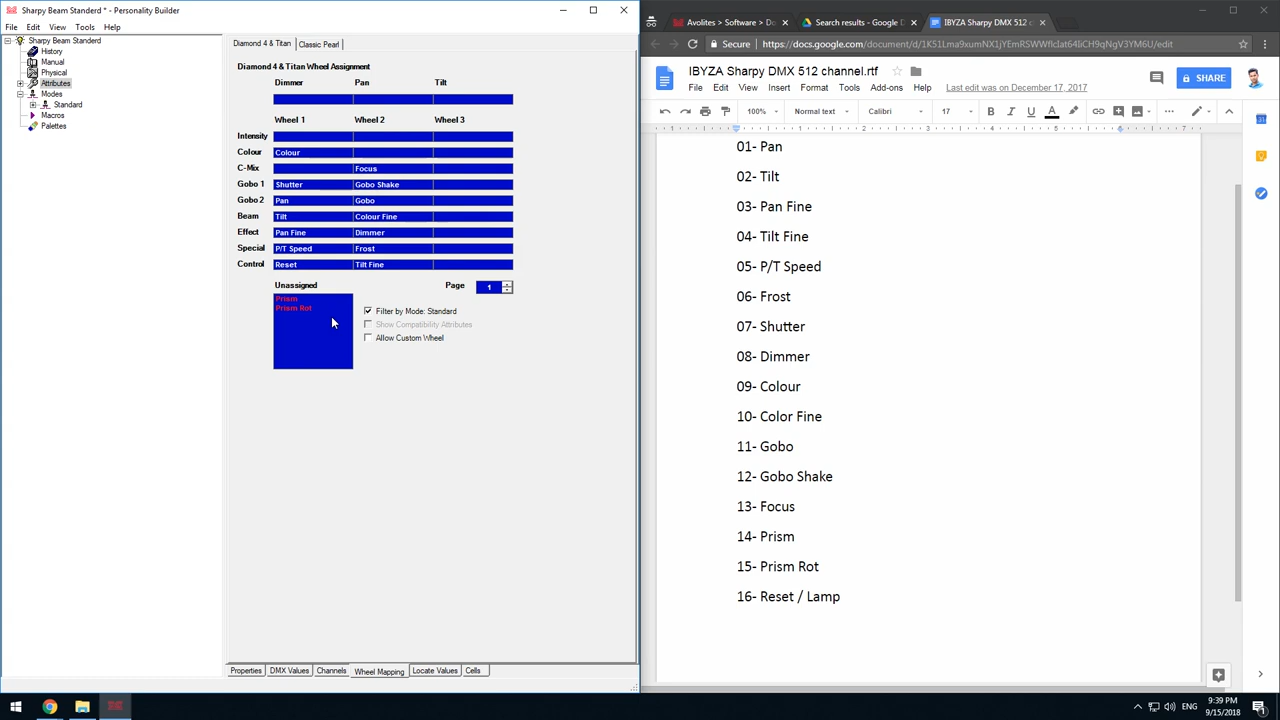 Sharpy Beam Standerd * - Personality Builder
File Edit View Tools Help
Sharpy Beam Standerd
History
Manual
Physical
Attributes
Modes
Standard
Macros
Palettes
Diamond 4 & Titan Classic Pearl
Diamond 4 & Titan Wheel Assignment
Dimmer Pan Tilt
Wheel 1 Wheel 2 Wheel 3
Intensity
Colour Colour
C-Mix Focus
Gobo 1 Shutter Gobo Shake
Gobo 2 Pan Gobo
Beam Tilt Colour Fine
Effect Pan Fine Dimmer
Special P/T Speed Frost
Control Reset Tilt Fine
Unassigned Page 1
Prism
Prism Rot
Filter by Mode: Standard
Show Compatibility Attributes
Allow Custom Wheel
Properties DMX Values Channels Wheel Mapping Locate Values Cells
Avolites > Software > Do
Search results - Google D
IBYZA Sharpy DMX 512 c
Secure https://docs.google.com/document/d/1K51Lma9xumNX1jYEmRSWWflcIat64IiCH9qNgV3YM6U/edit
IBYZA Sharpy DMX 512 channel.rtf
File Edit View Insert Format Tools Add-ons Help Last edit was on December 17, 2017
SHARE
100% Normal text Calibri 17 B I U A
1 1 2 3 4 5 6 7
01- Pan
02- Tilt
03- Pan Fine
04- Tilt Fine
05- P/T Speed
06- Frost
07- Shutter
08- Dimmer
09- Colour
10- Color Fine
11- Gobo
12- Gobo Shake
13- Focus
14- Prism
15- Prism Rot
16- Reset / Lamp
ENG
9:39 PM
9/15/2018